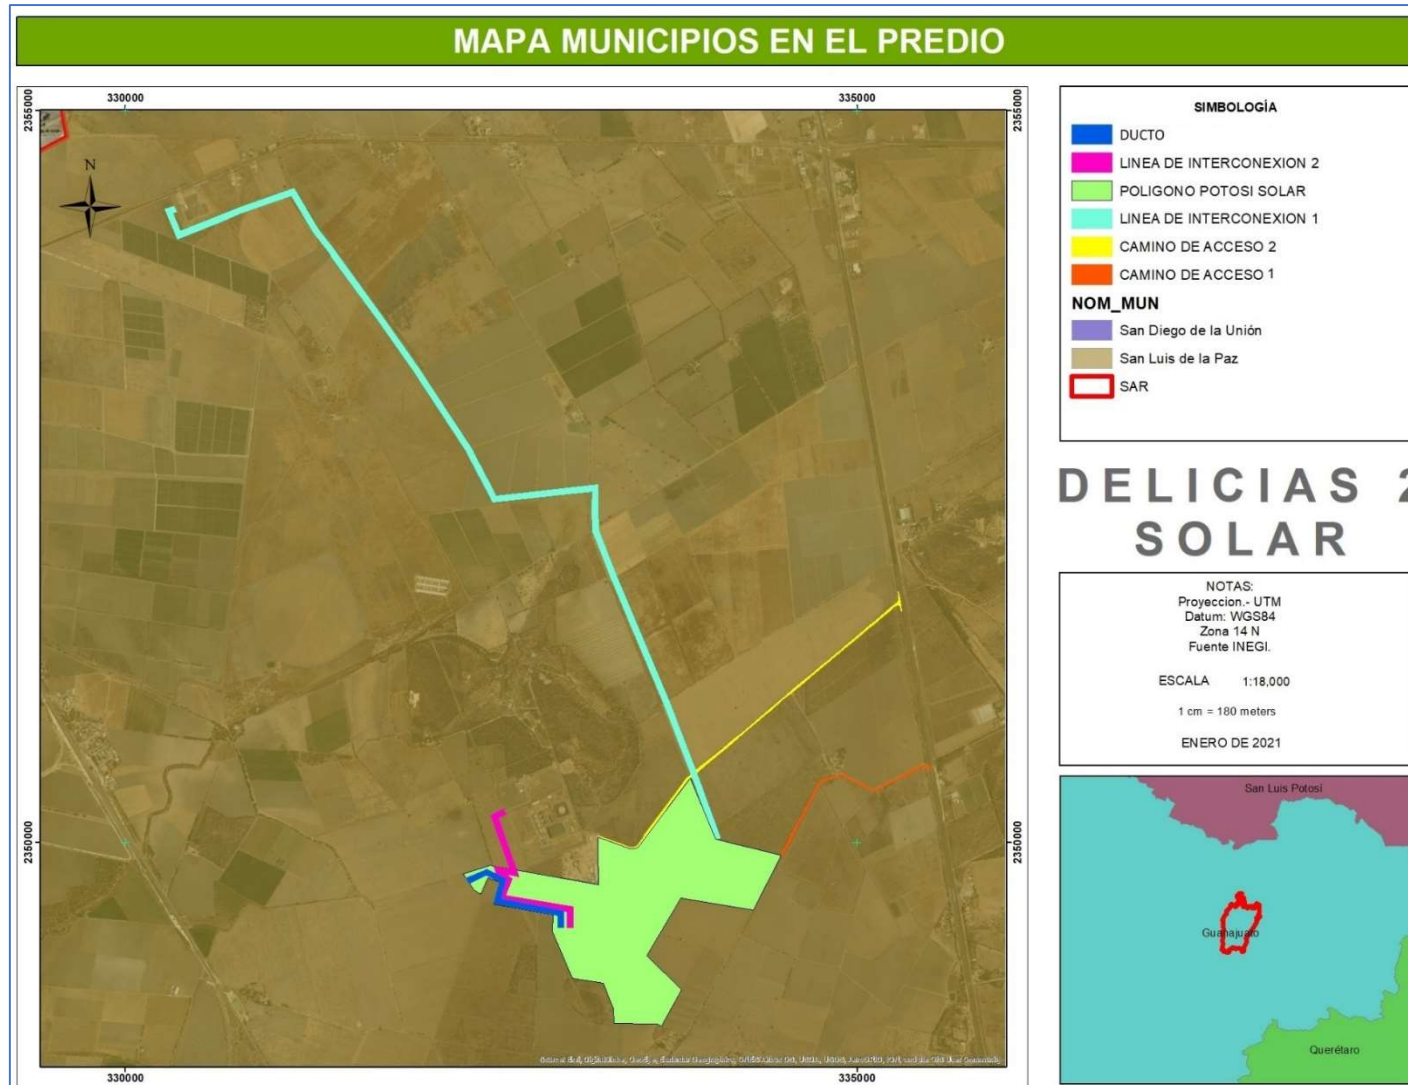 MAPA MUNICIPIOS EN EL PREDIO
330000
335000
2355000
2355000
N
2350000
2350000
330000
335000
SIMBOLOGÍA
DUCTO
LINEA DE INTERCONEXION 2
POLIGONO POTOSI SOLAR
LINEA DE INTERCONEXION 1
CAMINO DE ACCESO 2
CAMINO DE ACCESO 1
NOM_MUN
San Diego de la Unión
San Luis de la Paz
SAR
DELICIAS 2
SOLAR
NOTAS:
Proyeccion.- UTM
Datum: WGS84
Zona 14 N
Fuente INEGI.
ESCALA 1:18,000
1 cm = 180 meters
ENERO DE 2021
San Luis Potosí
Guanajuato
Querétaro